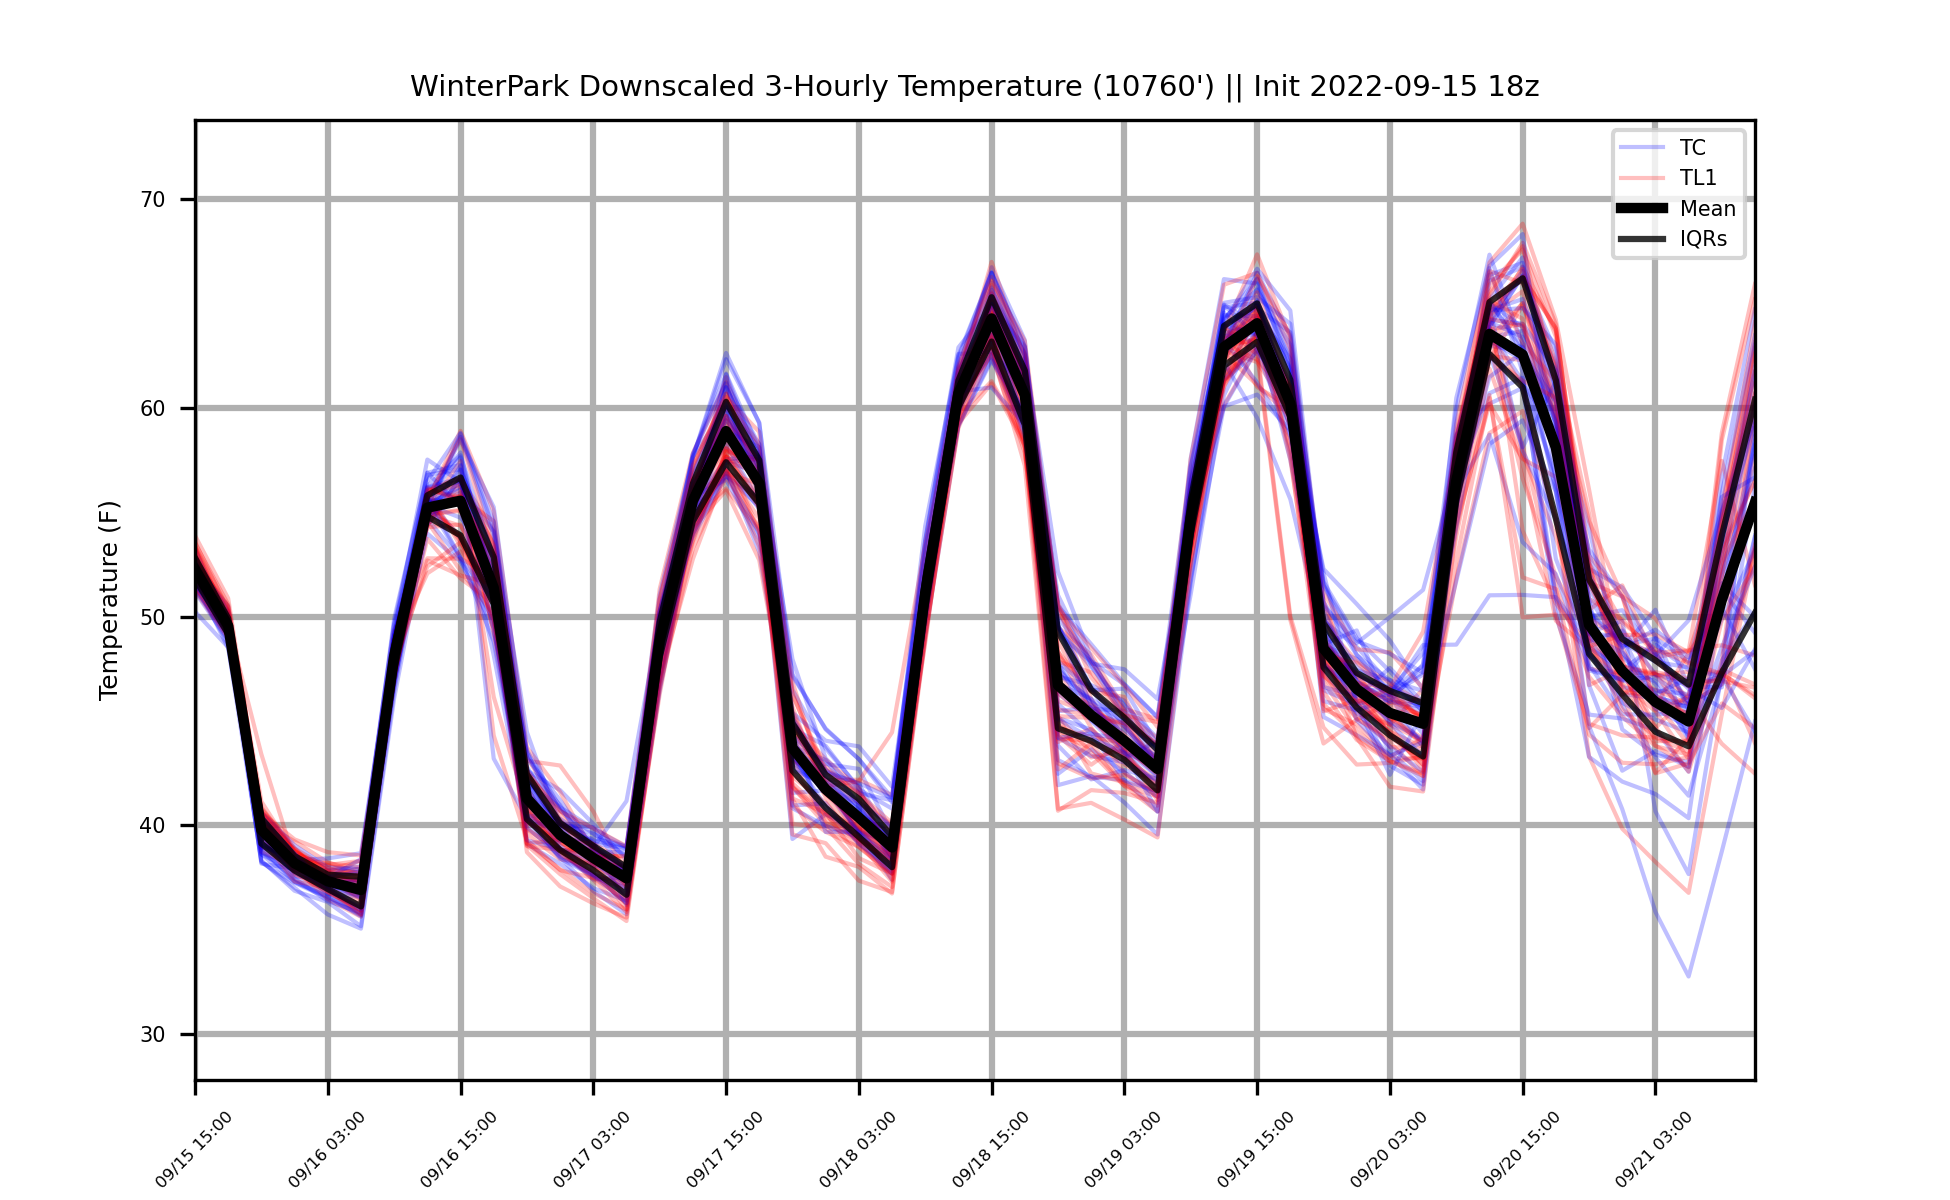 WinterPark Downscaled 3-Hourly Temperature (10760') || Init 2022-09-15 18z
TC
TL1
Mean
IQRs
Temperature (F)
70
60
50
40
30
09/15 15:00
09/16 03:00
09/16 15:00
09/17 03:00
09/17 15:00
09/18 03:00
09/18 15:00
09/19 03:00
09/19 15:00
09/20 03:00
09/20 15:00
09/21 03:00